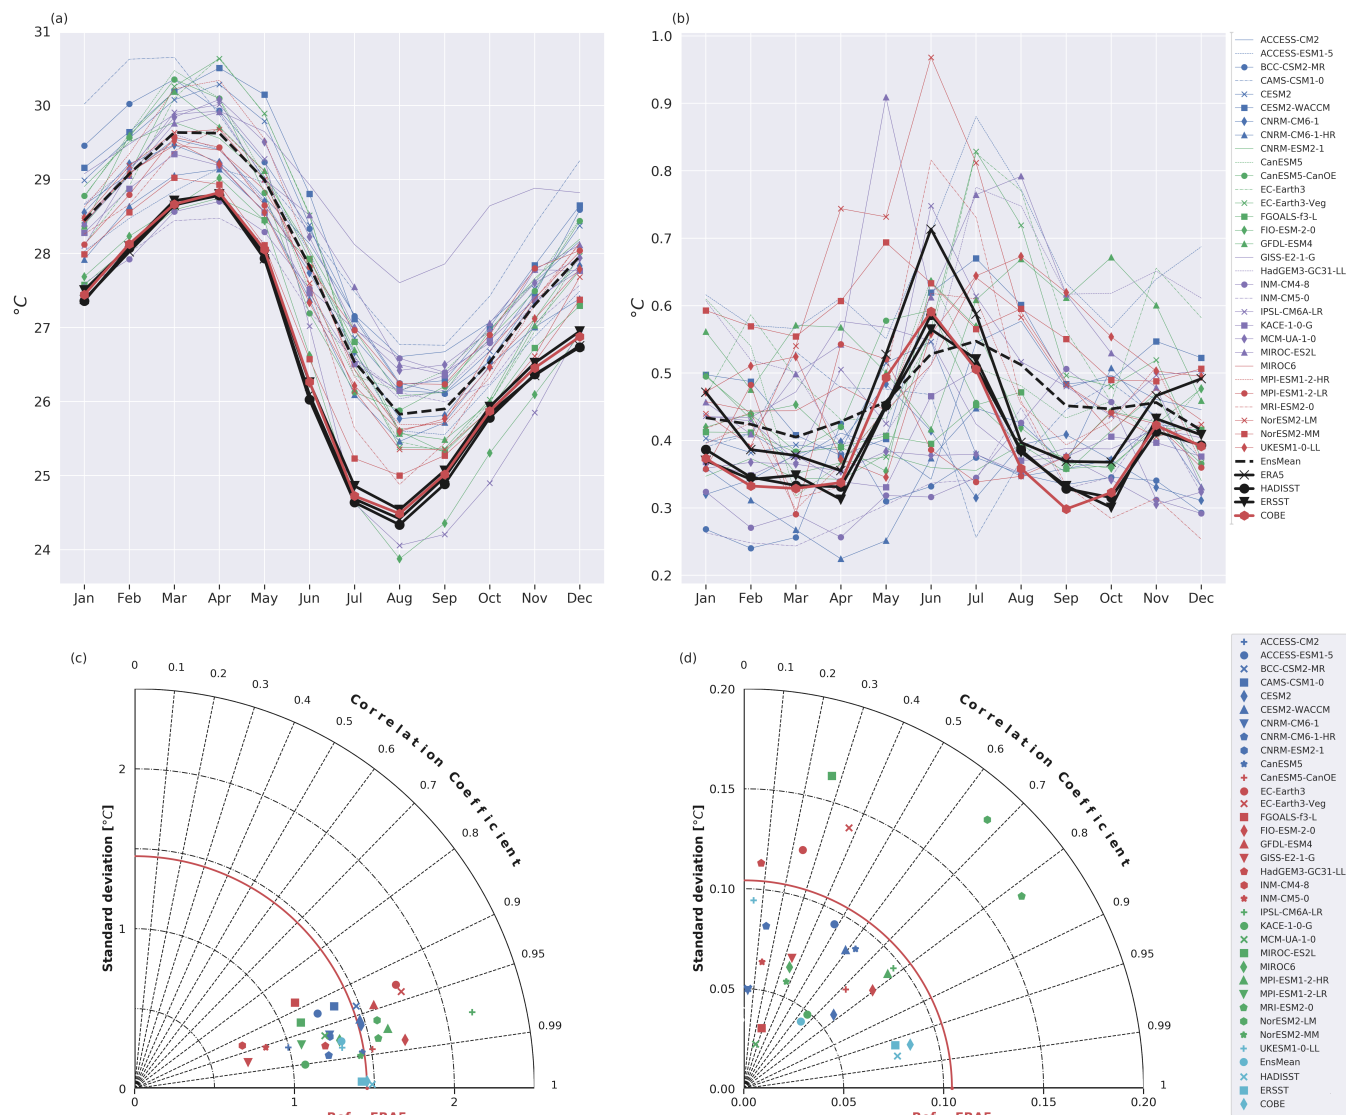 (a)
(b)
31
30
29
28
27
26
25
24
°C
Jan Feb Mar Apr May Jun Jul Aug Sep Oct Nov Dec
1.0
0.9
0.8
0.7
0.6
0.5
0.4
0.3
0.2
°C
Jan Feb Mar Apr May Jun Jul Aug Sep Oct Nov Dec
ACCESS-CM2
ACCESS-ESM1-5
BCC-CSM2-MR
CAMS-CSM1-0
CESM2
CESM2-WACCM
CNRM-CM6-1
CNRM-CM6-1-HR
CNRM-ESM2-1
CanESM5
CanESM5-CanOE
EC-Earth3
EC-Earth3-Veg
FGOALS-f3-L
FIO-ESM-2-0
GFDL-ESM4
GISS-E2-1-G
HadGEM3-GC31-LL
INM-CM4-8
INM-CM5-0
IPSL-CM6A-LR
KACE-1-0-G
MCM-UA-1-0
MIROC-ES2L
MIROC6
MPI-ESM1-2-HR
MPI-ESM1-2-LR
MRI-ESM2-0
NorESM2-LM
NorESM2-MM
UKESM1-0-LL
EnsMean
ERA5
HADISST
ERSST
COBE
(c)
0 0.1 0.2 0.3 0.4 0.5 0.6 0.7 0.8 0.9 0.95 0.99 1
Correlation Coefficient
Standard deviation [°C]
2
1
0
0 1 2
(d)
0 0.1 0.2 0.3 0.4 0.5 0.6 0.7 0.8 0.9 0.95 0.99 1
Correlation Coefficient
Standard deviation [°C]
0.20
0.15
0.10
0.05
0.00
0.00 0.05 0.10 0.15 0.20
ACCESS-CM2
ACCESS-ESM1-5
BCC-CSM2-MR
CAMS-CSM1-0
CESM2
CESM2-WACCM
CNRM-CM6-1
CNRM-CM6-1-HR
CNRM-ESM2-1
CanESM5
CanESM5-CanOE
EC-Earth3
EC-Earth3-Veg
FGOALS-f3-L
FIO-ESM-2-0
GFDL-ESM4
GISS-E2-1-G
HadGEM3-GC31-LL
INM-CM4-8
INM-CM5-0
IPSL-CM6A-LR
KACE-1-0-G
MCM-UA-1-0
MIROC-ES2L
MIROC6
MPI-ESM1-2-HR
MPI-ESM1-2-LR
MRI-ESM2-0
NorESM2-LM
NorESM2-MM
UKESM1-0-LL
EnsMean
HADISST
ERSST
COBE